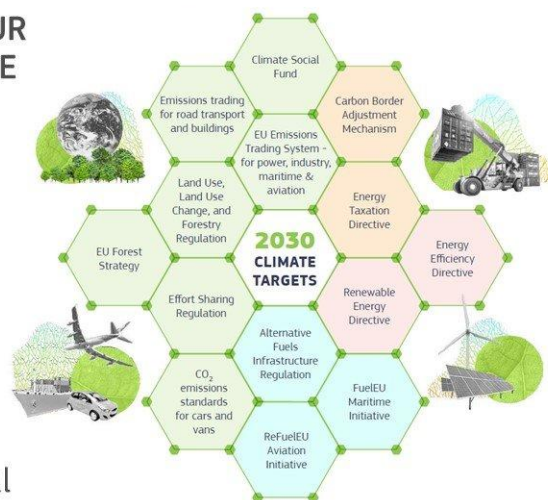 UR
E
Climate Social
Fund
Emissions trading
for road transport
and buildings
Carbon Border
Adjustment
Mechanism
EU Emissions
Trading System -
for power, industry,
maritime &
aviation
Land Use,
Land Use
Change, and
Forestry
Regulation
Energy
Taxation
Directive
EU Forest
Strategy
2030
CLIMATE
TARGETS
Energy
Efficiency
Directive
Effort Sharing
Regulation
Renewable
Energy
Directive
Alternative
Fuels
Infrastructure
Regulation
CO₂
emissions
standards
for cars and
vans
FuelEU
Maritime
Initiative
ReFuelEU
Aviation
Initiative
ll